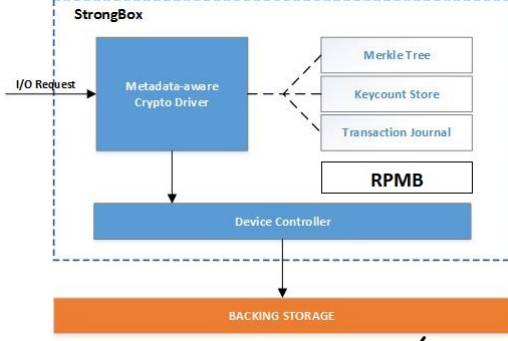 StrongBox
I/O Request
Metadata-aware
Crypto Driver
Merkle Tree
Keycount Store
Transaction Journal
RPMB
Device Controller
BACKING STORAGE